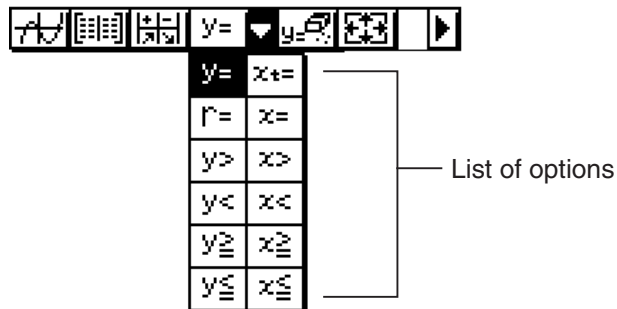 y= y=
y= xt=
r= x=
y> x>
y< x<
y≧ x≧
y≦ x≦
List of options